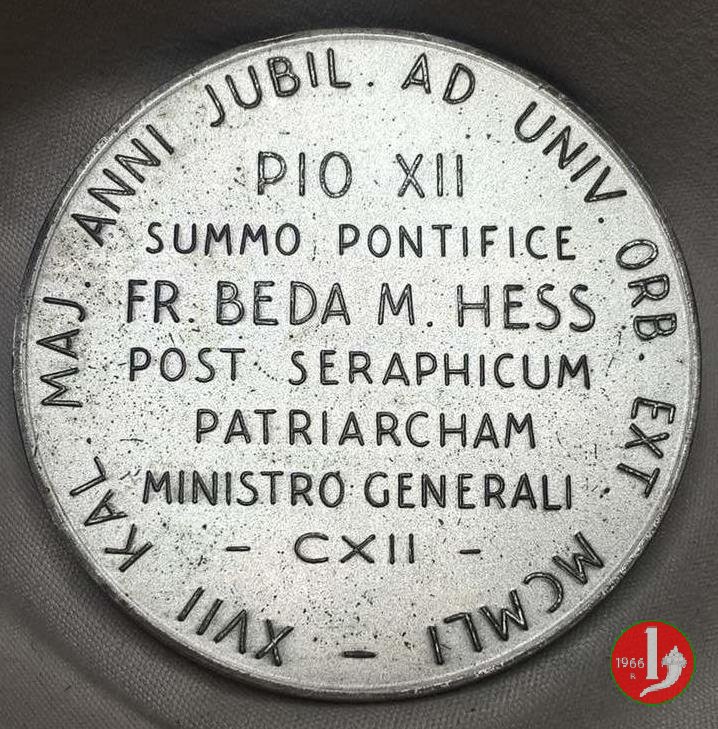 XVII KAL. MAJ. ANNI JUBIL. AD UNIV. ORB. EXT MCMLI -
PIO XII
SUMMO PONTIFICE
FR. BEDA M. HESS
POST SERAPHICUM
PATRIARCHAM
MINISTRO GENERALI
- CXII -
1966
R